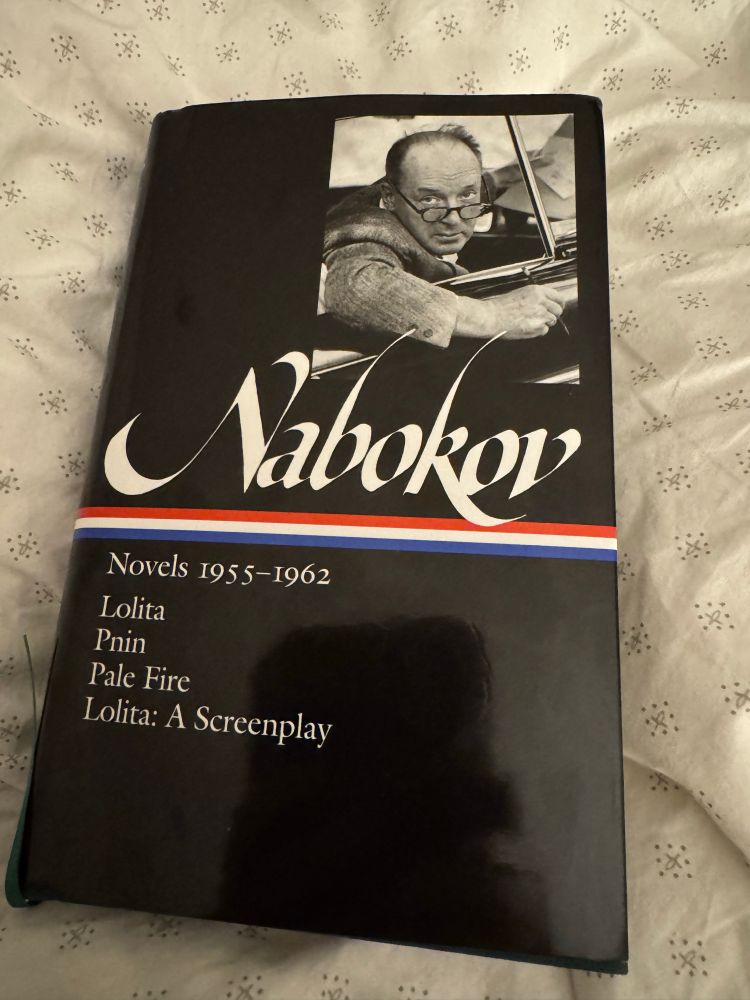 Nabokov
Novels 1955–1962
Lolita
Pnin
Pale Fire
Lolita: A Screenplay